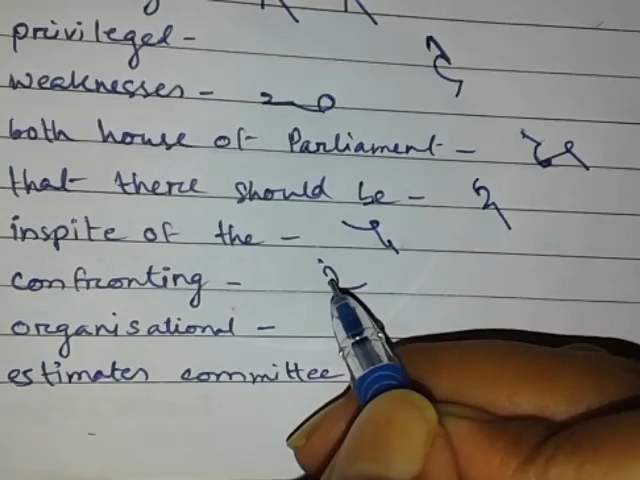 privileged -
weaknesses -
both house of Parliament -
that there should be -
inspite of the -
confronting -
organisational -
estimates committee